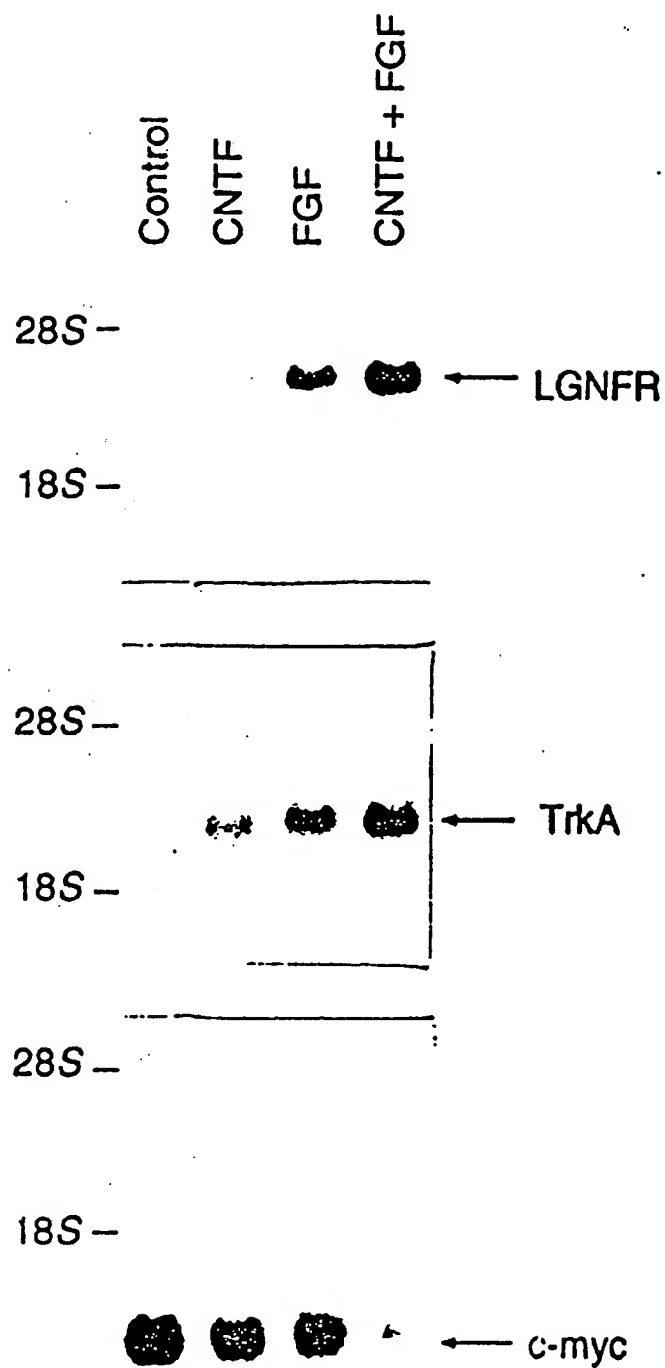 Control
CNTF
FGF
CNTF + FGF
28S
LGNFR
18S
28S
TrkA
18S
28S
18S
c-myc